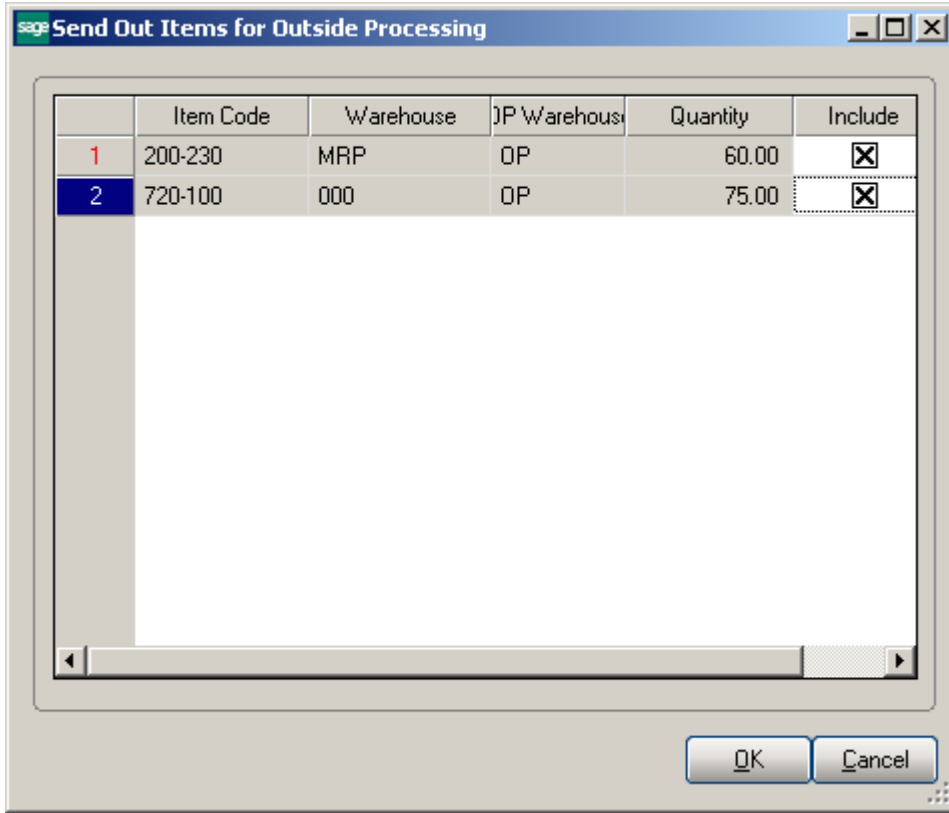 sage Send Out Items for Outside Processing
Item Code Warehouse OP Warehous Quantity Include
1 200-230 MRP OP 60.00
2 720-100 000 OP 75.00
OK Cancel